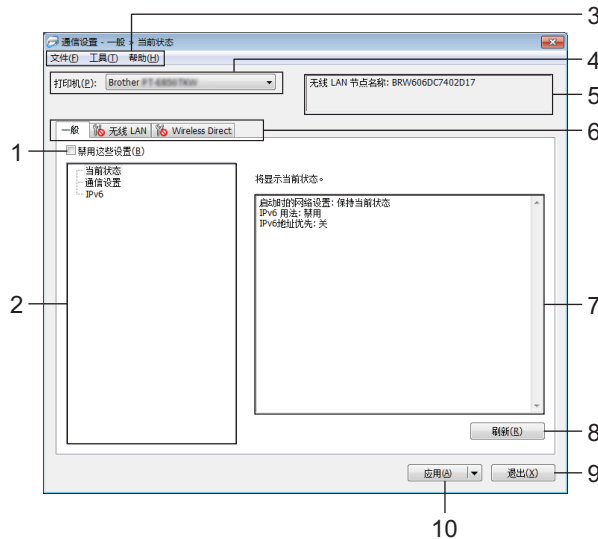 3
通信设置 - 一般 > 当前状态
文件(F) 工具(T) 帮助(H)
4
打印机(P): Brother
无线 LAN 节点名称: BRW606DC7402D17
5
一般 无线 LAN Wireless Direct
6
1
禁用这些设置(B)
当前状态
通信设置
IPv6
将显示当前状态。
启动时的网络设置: 保持当前状态
IPv6 用法: 禁用
IPv6地址优先: 关
2
7
刷新(R)
8
应用(A)
退出(X)
9
10